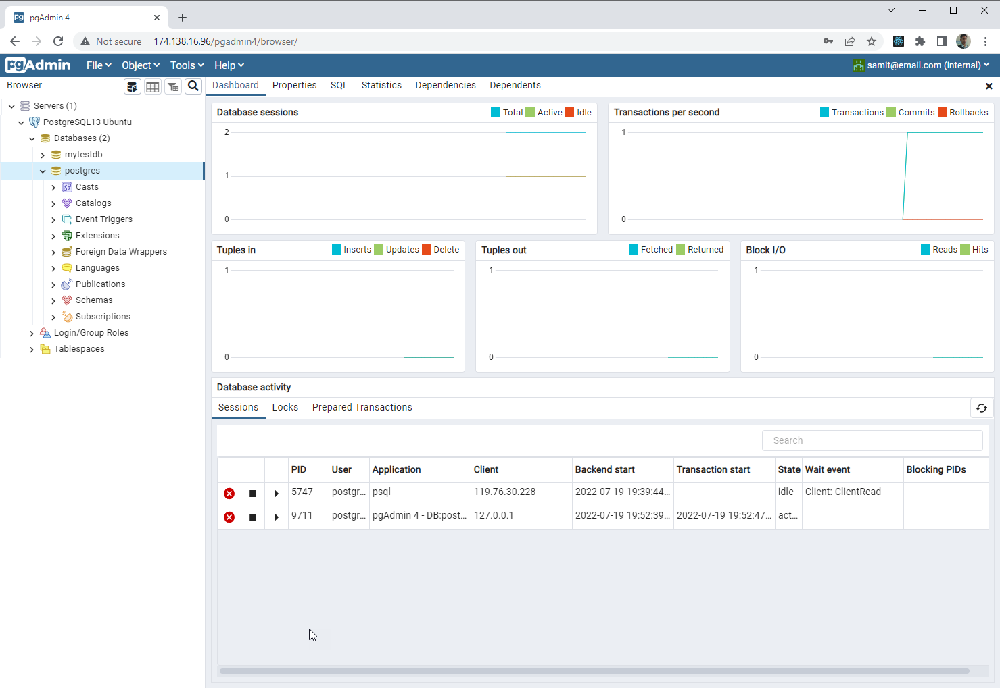 pgAdmin 4
Not secure 174.138.16.96/pgadmin4/browser/
pgAdmin File Object Tools Help samit@email.com (internal)
Browser Dashboard Properties SQL Statistics Dependencies Dependents
Servers (1)
PostgreSQL13 Ubuntu
Databases (2)
mytestdb
postgres
Casts
Catalogs
Event Triggers
Extensions
Foreign Data Wrappers
Languages
Publications
Schemas
Subscriptions
Login/Group Roles
Tablespaces
Database sessions Total Active Idle
2
1
0
Transactions per second Transactions Commits Rollbacks
1
0
Tuples in Inserts Updates Delete
1
0
Tuples out Fetched Returned
1
0
Block I/O Reads Hits
1
0
Database activity
Sessions Locks Prepared Transactions
Search
PID User Application Client Backend start Transaction start State Wait event Blocking PIDs
5747 postgr... psql 119.76.30.228 2022-07-19 19:39:44... idle Client: ClientRead
9711 postgr... pgAdmin 4 - DB:post... 127.0.0.1 2022-07-19 19:52:39... 2022-07-19 19:52:47... act...